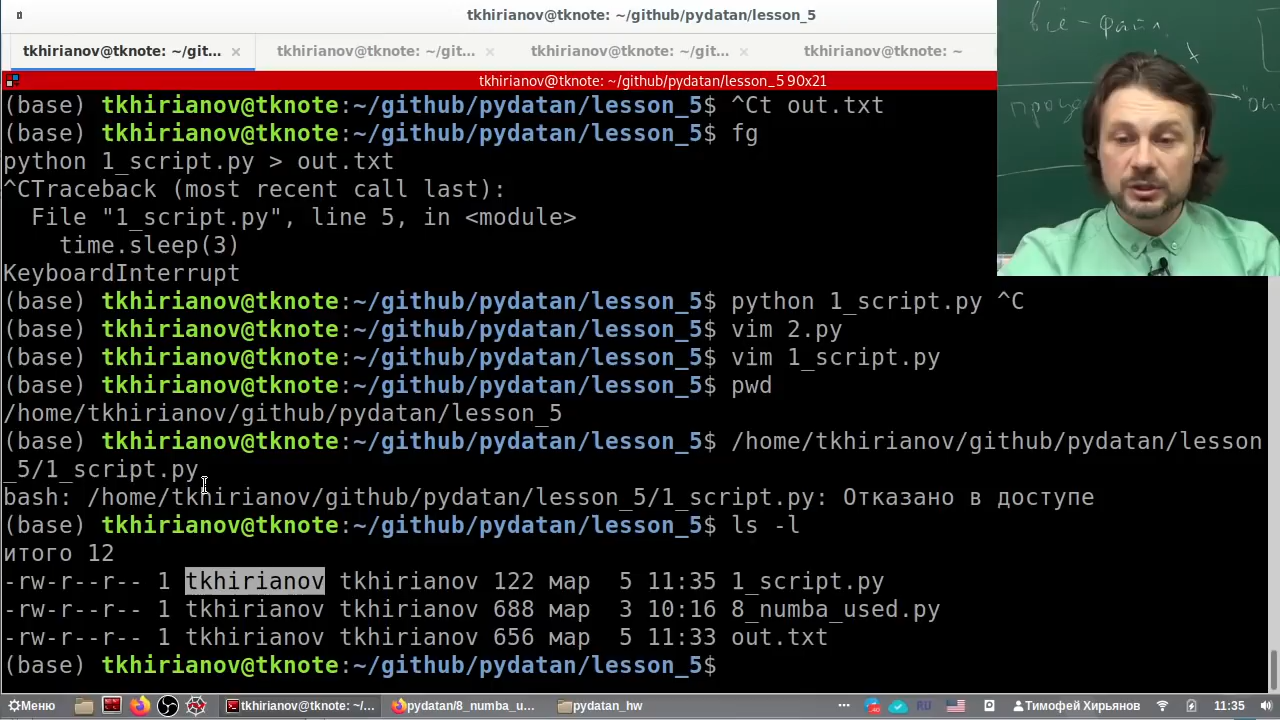 tkhirianov@tknote: ~/github/pydatan/lesson_5
tkhirianov@tknote: ~/git... × tkhirianov@tknote: ~/git... × tkhirianov@tknote: ~/git... × tkhirianov@tknote: ~
tkhirianov@tknote: ~/github/pydatan/lesson_5 90x21
(base) tkhirianov@tknote:~/github/pydatan/lesson_5$ ^Ct out.txt
(base) tkhirianov@tknote:~/github/pydatan/lesson_5$ fg
python 1_script.py > out.txt
^CTraceback (most recent call last):
  File "1_script.py", line 5, in <module>
    time.sleep(3)
KeyboardInterrupt
(base) tkhirianov@tknote:~/github/pydatan/lesson_5$ python 1_script.py ^C
(base) tkhirianov@tknote:~/github/pydatan/lesson_5$ vim 2.py
(base) tkhirianov@tknote:~/github/pydatan/lesson_5$ vim 1_script.py
(base) tkhirianov@tknote:~/github/pydatan/lesson_5$ pwd
/home/tkhirianov/github/pydatan/lesson_5
(base) tkhirianov@tknote:~/github/pydatan/lesson_5$ /home/tkhirianov/github/pydatan/lesson
_5/1_script.py
bash: /home/tkhirianov/github/pydatan/lesson_5/1_script.py: Отказано в доступе
(base) tkhirianov@tknote:~/github/pydatan/lesson_5$ ls -l
итого 12
-rw-r--r-- 1 tkhirianov tkhirianov 122 мар  5 11:35 1_script.py
-rw-r--r-- 1 tkhirianov tkhirianov 688 мар  3 10:16 8_numba_used.py
-rw-r--r-- 1 tkhirianov tkhirianov 656 мар  5 11:33 out.txt
(base) tkhirianov@tknote:~/github/pydatan/lesson_5$
всё - файл
Меню tkhirianov@tknote: ~/... pydatan/8_numba_u... pydatan_hw ... RU Тимофей Хирьянов 11:35